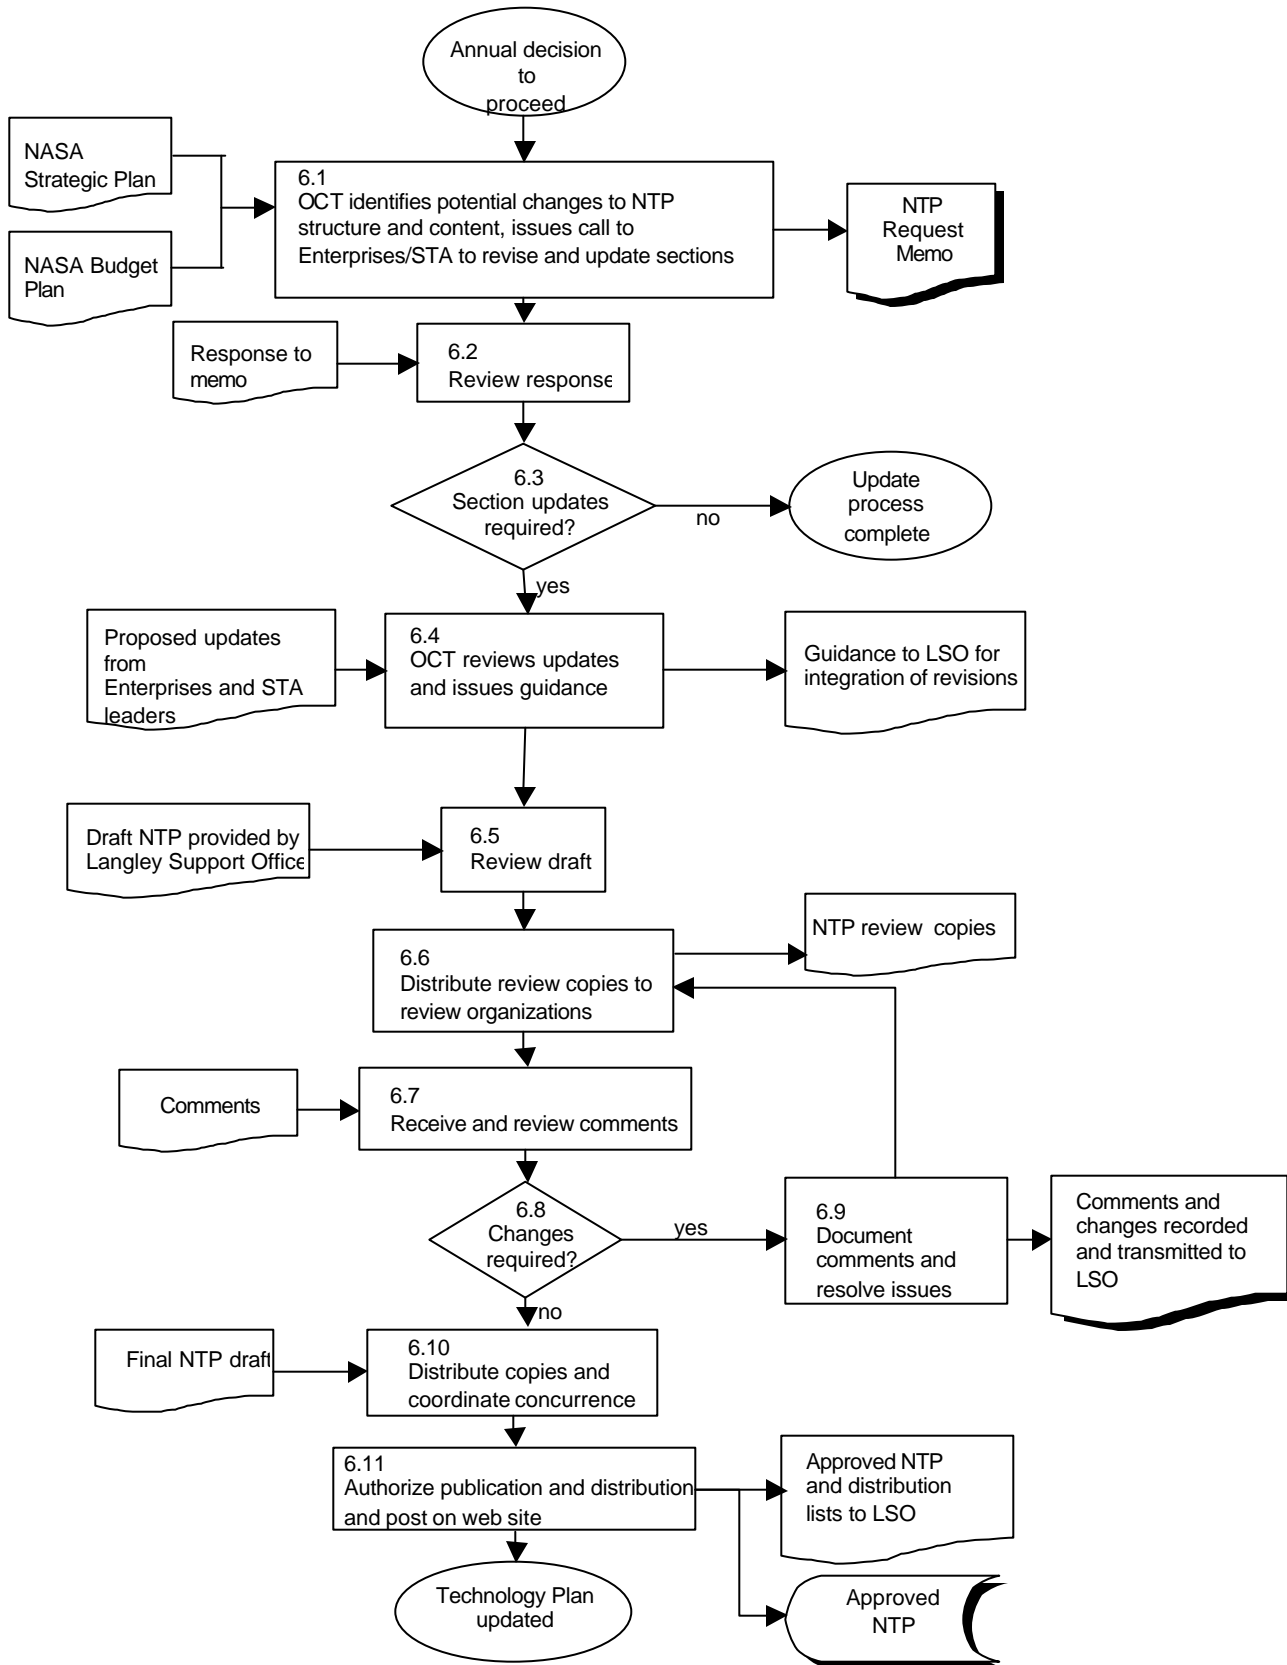 Annual decision
to
proceed
NASA
Strategic Plan
NASA Budget
Plan
6.1
OCT identifies potential changes to NTP
structure and content, issues call to
Enterprises/STA to revise and update sections
NTP
Request
Memo
Response to
memo
6.2
Review response
6.3
Section updates
required?
no
Update
process
complete
yes
Proposed updates
from
Enterprises and STA
leaders
6.4
OCT reviews updates
and issues guidance
Guidance to LSO for
integration of revisions
Draft NTP provided by
Langley Support Office
6.5
Review draft
6.6
Distribute review copies to
review organizations
NTP review copies
Comments
6.7
Receive and review comments
6.8
Changes
required?
yes
6.9
Document
comments and
resolve issues
Comments and
changes recorded
and transmitted to
LSO
no
Final NTP draft
6.10
Distribute copies and
coordinate concurrence
6.11
Authorize publication and distribution
and post on web site
Approved NTP
and distribution
lists to LSO
Technology Plan
updated
Approved
NTP